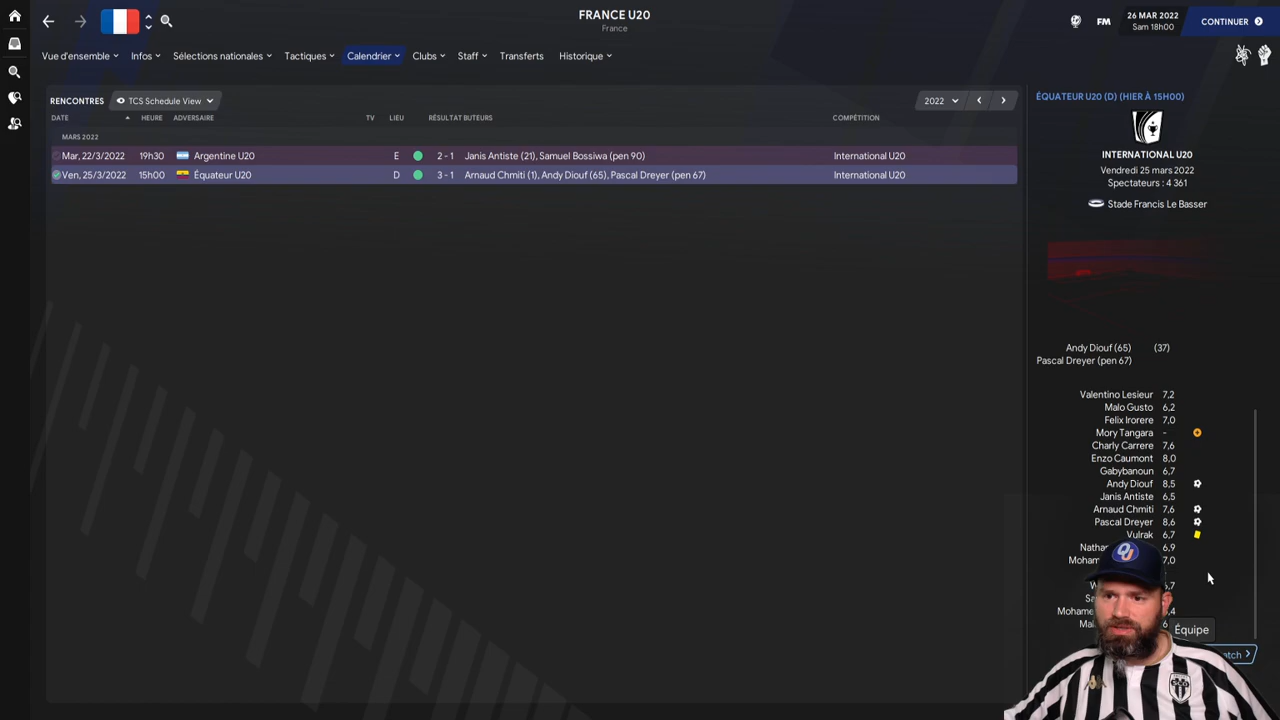 FRANCE U20
France
FM
26 MAR 2022
Sam 18h00
CONTINUER
Vue d'ensemble
Infos
Sélections nationales
Tactiques
Calendrier
Clubs
Staff
Transferts
Historique
RENCONTRES
TCS Schedule View
2022
DATE HEURE ADVERSAIRE TV LIEU RÉSULTAT BUTEURS COMPÉTITION
MARS 2022
Mar, 22/3/2022 19h30 Argentine U20 E 2 - 1 Janis Antiste (21), Samuel Bossiwa (pen 90) International U20
Ven, 25/3/2022 15h00 Équateur U20 D 3 - 1 Arnaud Chmiti (1), Andy Diouf (65), Pascal Dreyer (pen 67) International U20
ÉQUATEUR U20 (D) (HIER À 15H00)
INTERNATIONAL U20
Vendredi 25 mars 2022
Spectateurs : 4 361
Stade Francis Le Basser
Andy Diouf (65) (37)
Pascal Dreyer (pen 67)
Valentino Lesieur 7,2
Malo Gusto 6,2
Felix Irorere 7,0
Mory Tangara -
Charly Carrere 7,6
Enzo Caumont 8,0
Gabybanoun 6,7
Andy Diouf 8,5
Janis Antiste 6,5
Arnaud Chmiti 7,6
Pascal Dreyer 8,6
Vulrak 6,7
6,9
7,0
Équipe
QU
SCO